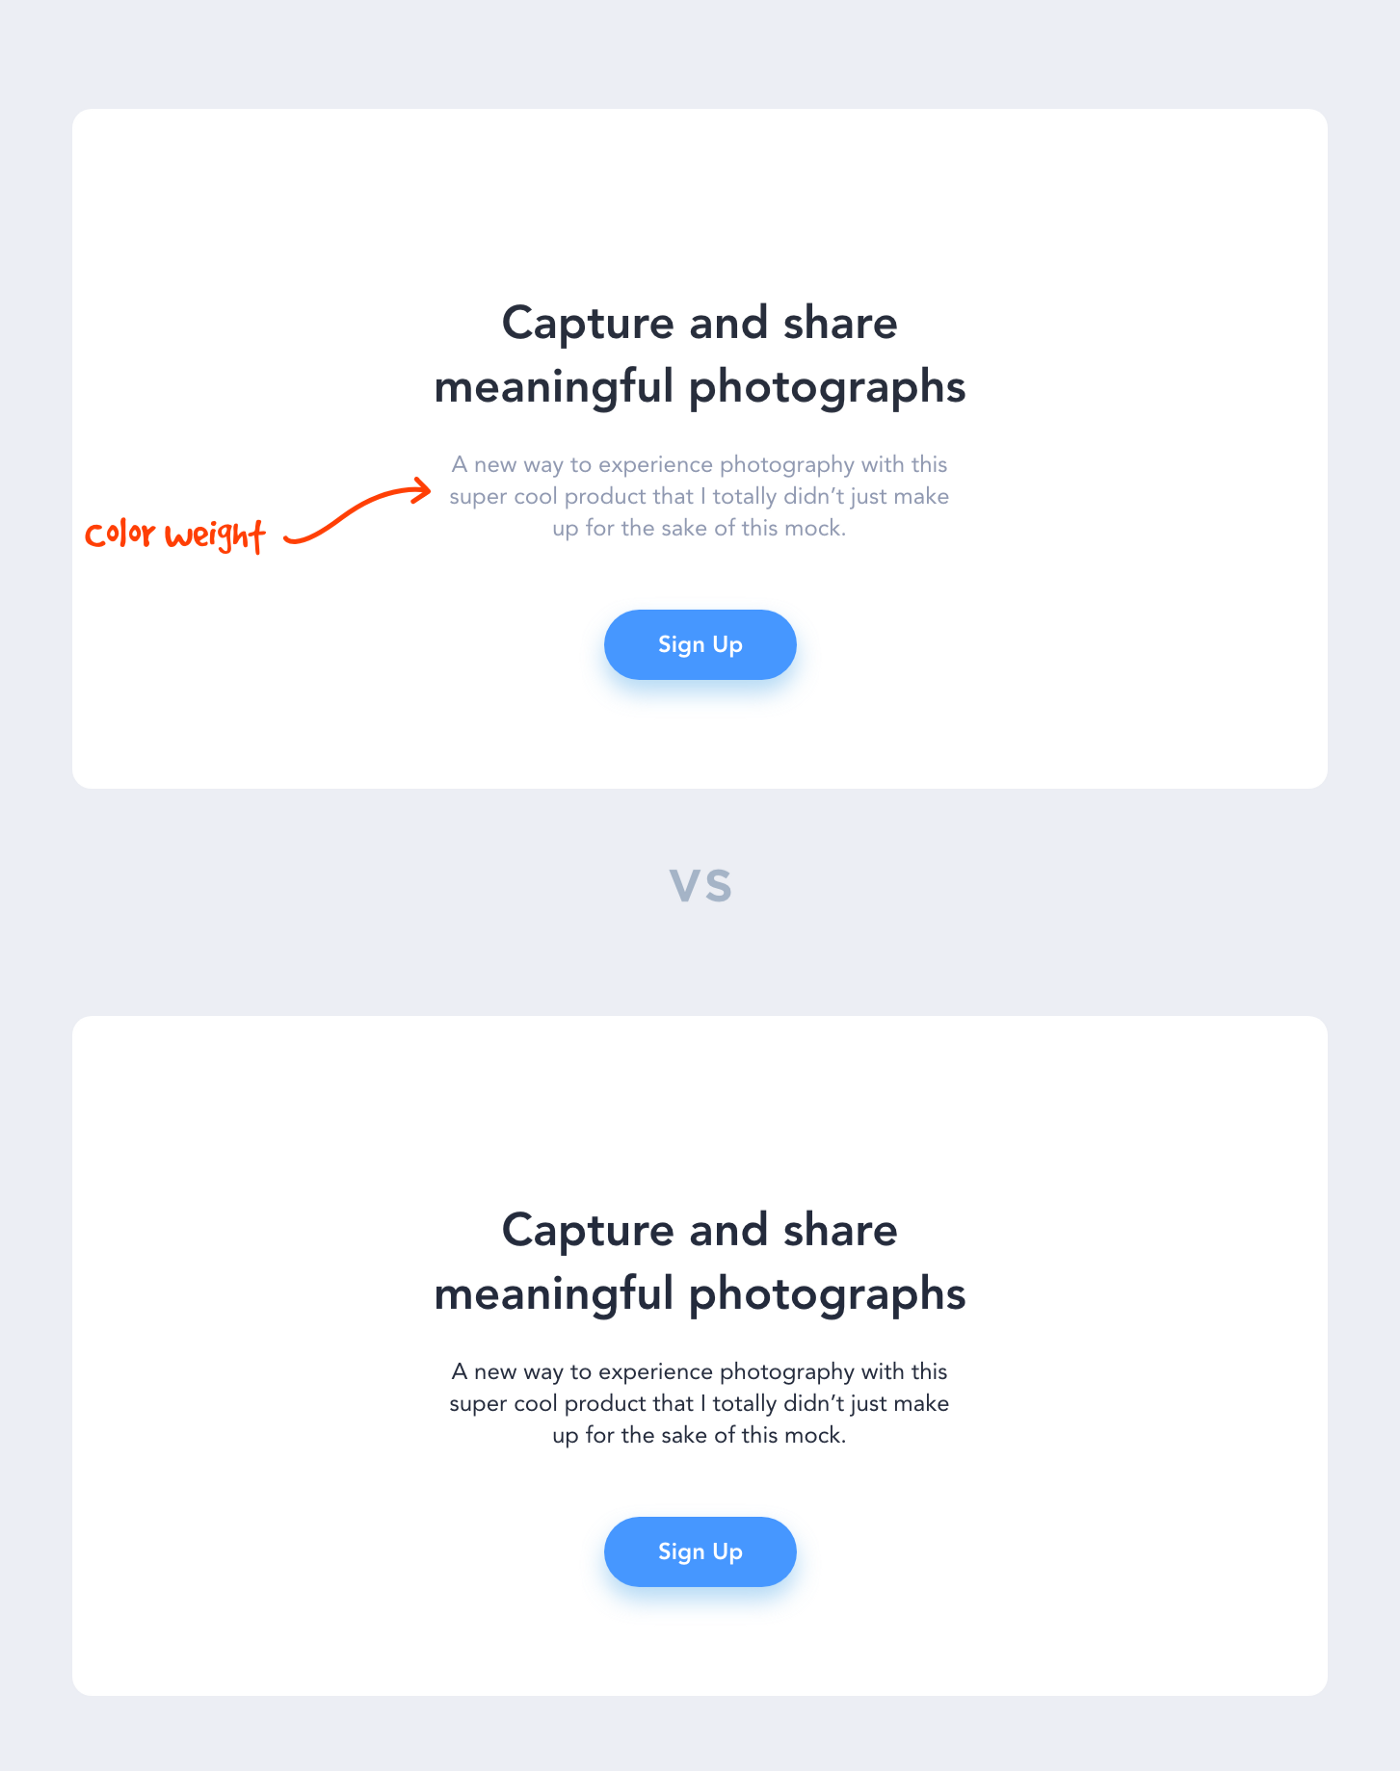 Capture and share
meaningful photographs
A new way to experience photography with this
super cool product that I totally didn’t just make
up for the sake of this mock.
color weight
Sign Up
VS
Capture and share
meaningful photographs
A new way to experience photography with this
super cool product that I totally didn’t just make
up for the sake of this mock.
Sign Up